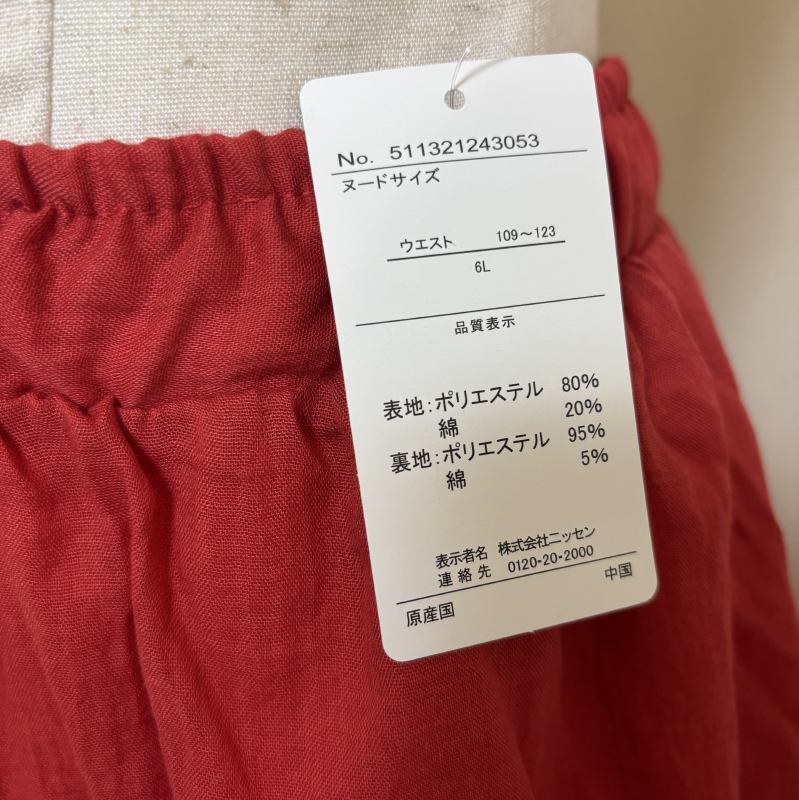 No. 511321243053
ヌードサイズ
ウエスト 109～123
6L
品質表示
表地：ポリエステル 80%
綿 20%
裏地：ポリエステル 95%
綿 5%
表示者名 株式会社ニッセン
連絡先 0120-20-2000
原産国 中国